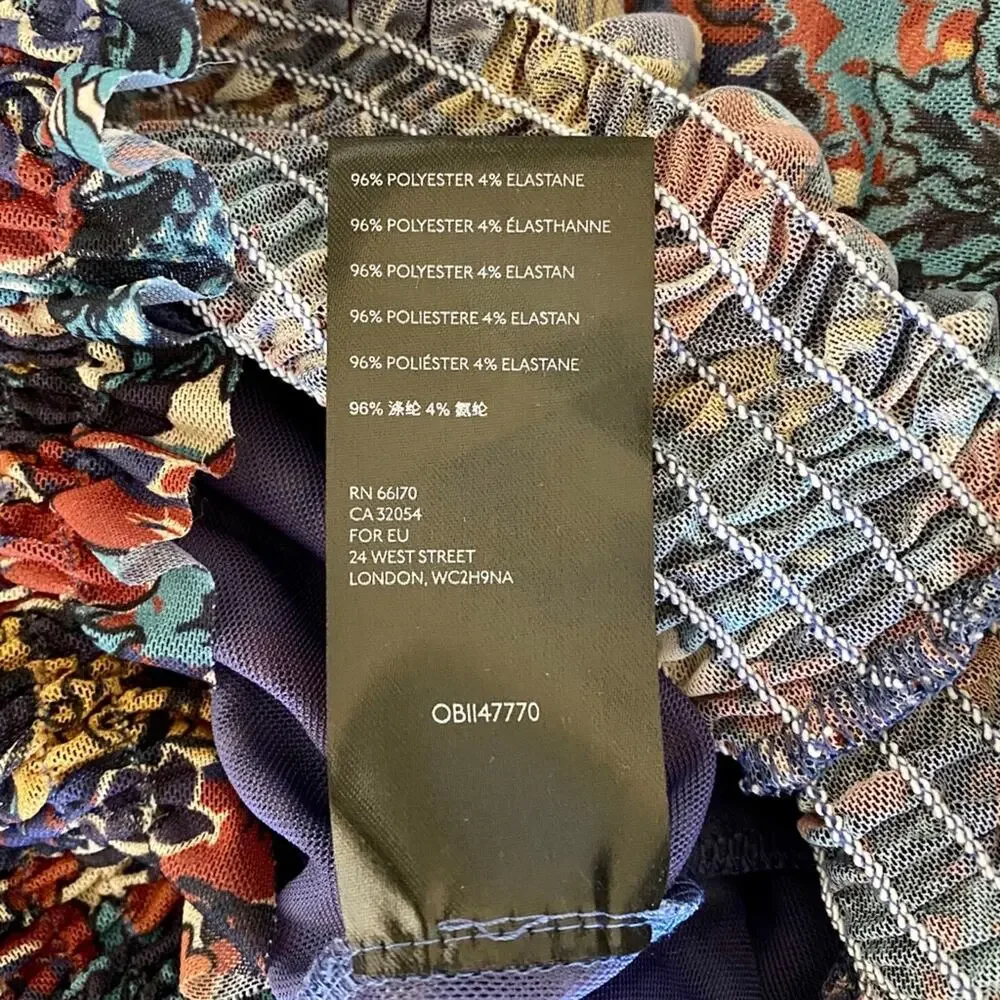 96% POLYESTER 4% ELASTANE
96% POLYESTER 4% ÉLASTHANNE
96% POLYESTER 4% ELASTAN
96% POLIESTERE 4% ELASTAN
96% POLIÉSTER 4% ELASTANE
96% 涤纶 4% 氨纶
RN 66170
CA 32054
FOR EU
24 WEST STREET
LONDON, WC2H9NA
OB1147770